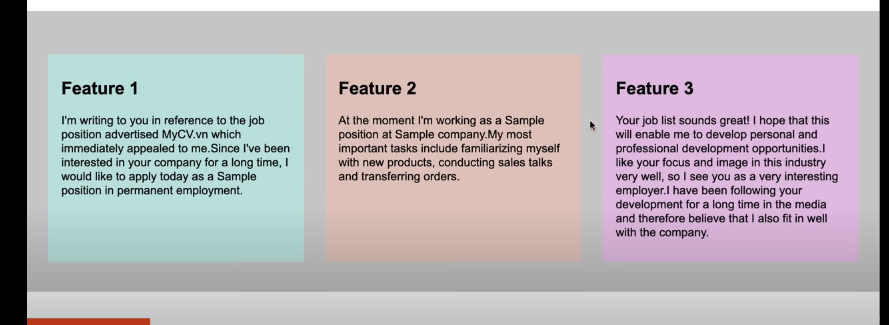 Feature 1
I'm writing to you in reference to the job
position advertised MyCV.vn which
immediately appealed to me.Since I've been
interested in your company for a long time, I
would like to apply today as a Sample
position in permanent employment.
Feature 2
At the moment I'm working as a Sample
position at Sample company.My most
important tasks include familiarizing myself
with new products, conducting sales talks
and transferring orders.
Feature 3
Your job list sounds great! I hope that this
will enable me to develop personal and
professional development opportunities.I
like your focus and image in this industry
very well, so I see you as a very interesting
employer.I have been following your
development for a long time in the media
and therefore believe that I also fit in well
with the company.